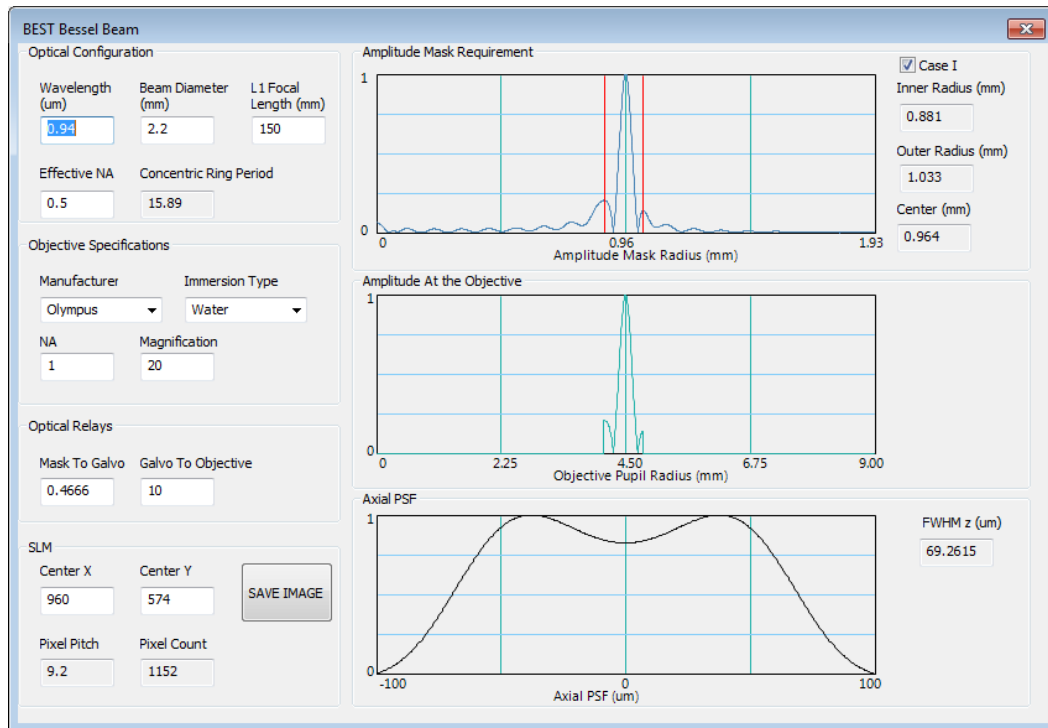 BEST Bessel Beam
Optical Configuration
Wavelength (um)
0.94
Beam Diameter (mm)
2.2
L1 Focal Length (mm)
150
Effective NA
0.5
Concentric Ring Period
15.89
Objective Specifications
Manufacturer
Olympus
Immersion Type
Water
NA
1
Magnification
20
Optical Relays
Mask To Galvo
0.4666
Galvo To Objective
10
SLM
Center X
960
Center Y
574
SAVE IMAGE
Pixel Pitch
9.2
Pixel Count
1152
Amplitude Mask Requirement
1
0
0 0.96 1.93
Amplitude Mask Radius (mm)
Case I
Inner Radius (mm)
0.881
Outer Radius (mm)
1.033
Center (mm)
0.964
Amplitude At the Objective
1
0
0 2.25 4.50 6.75 9.00
Objective Pupil Radius (mm)
Axial PSF
1
0
-100 0 100
Axial PSF (um)
FWHM z (um)
69.2615